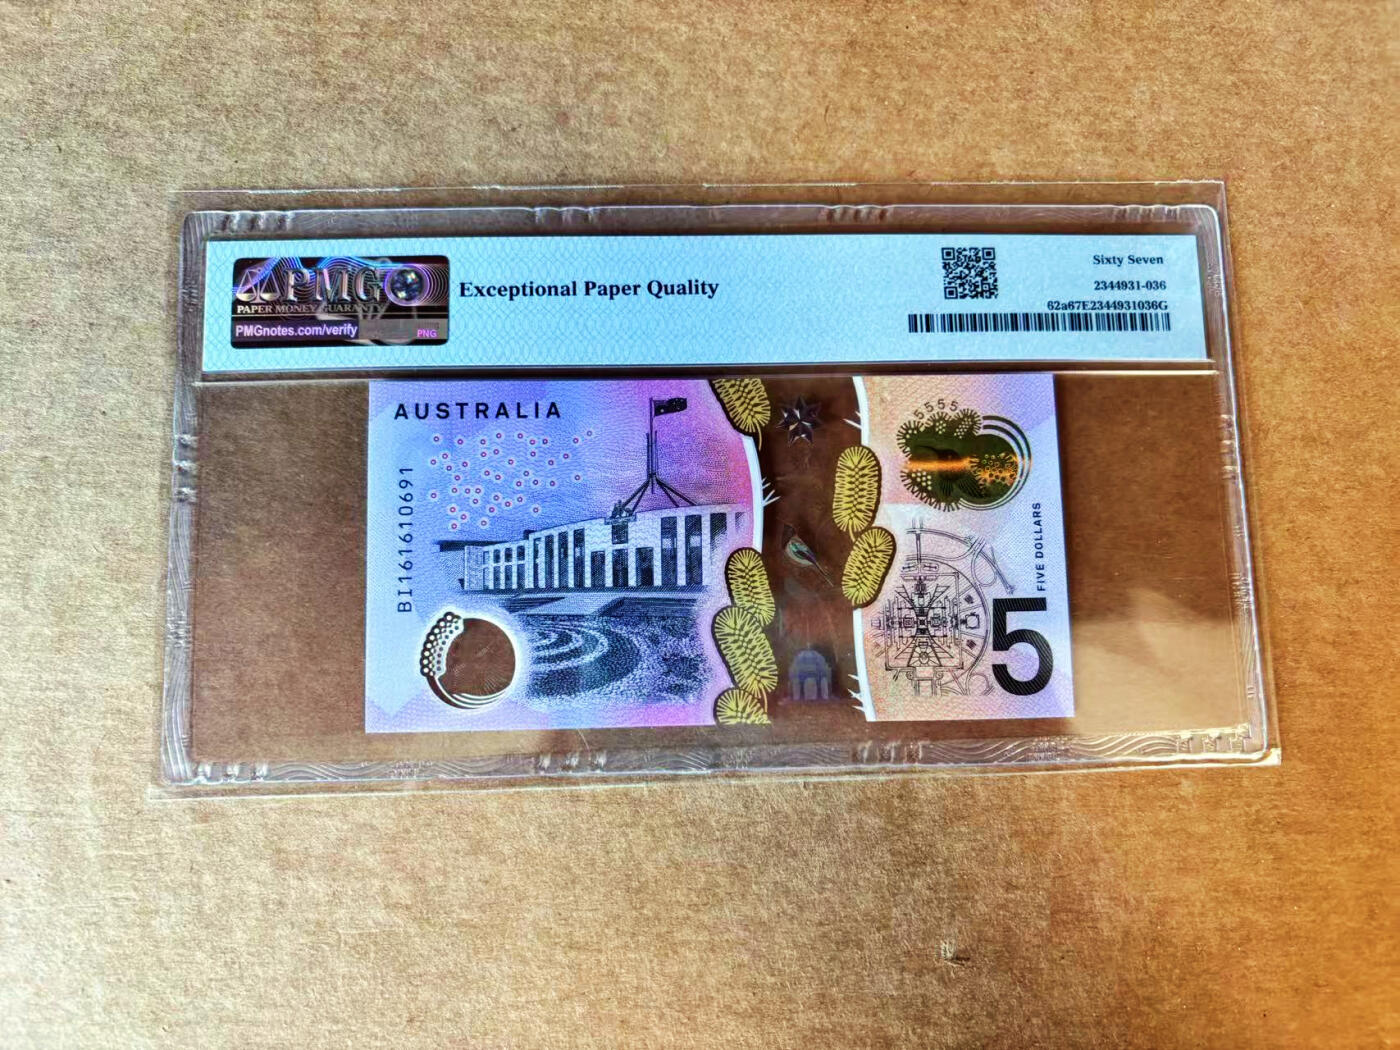 PMG
PAPER MONEY GUARANTY
PMGnotes.com/verify
PNG
Exceptional Paper Quality
Sixty Seven
2344931-036
62a67E2344931036G
AUSTRALIA
BI161610691
5555
FIVE DOLLARS
5